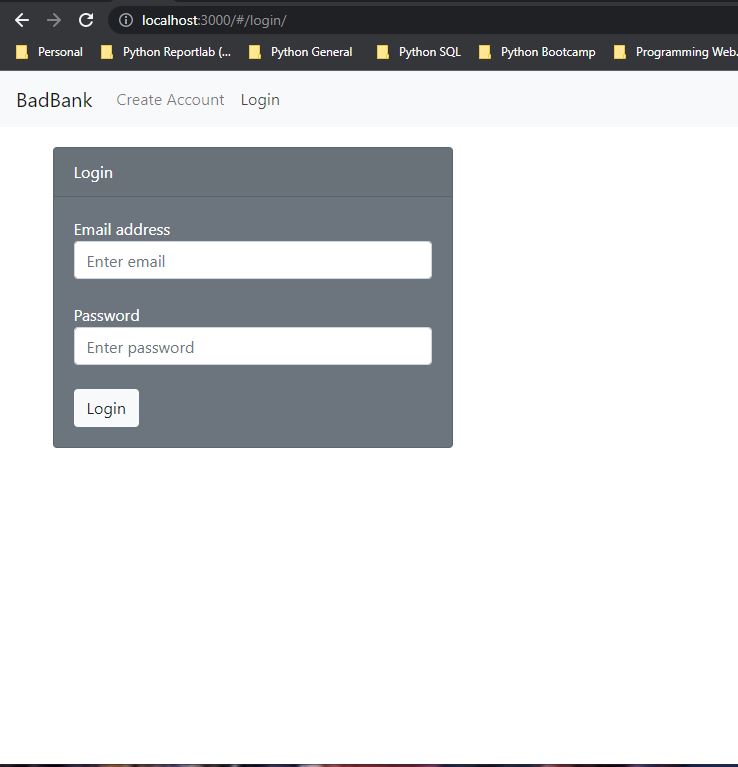 localhost:3000/#/login/
Personal Python Reportlab (... Python General Python SQL Python Bootcamp Programming Web.
BadBank Create Account Login
Login
Email address
Enter email
Password
Enter password
Login